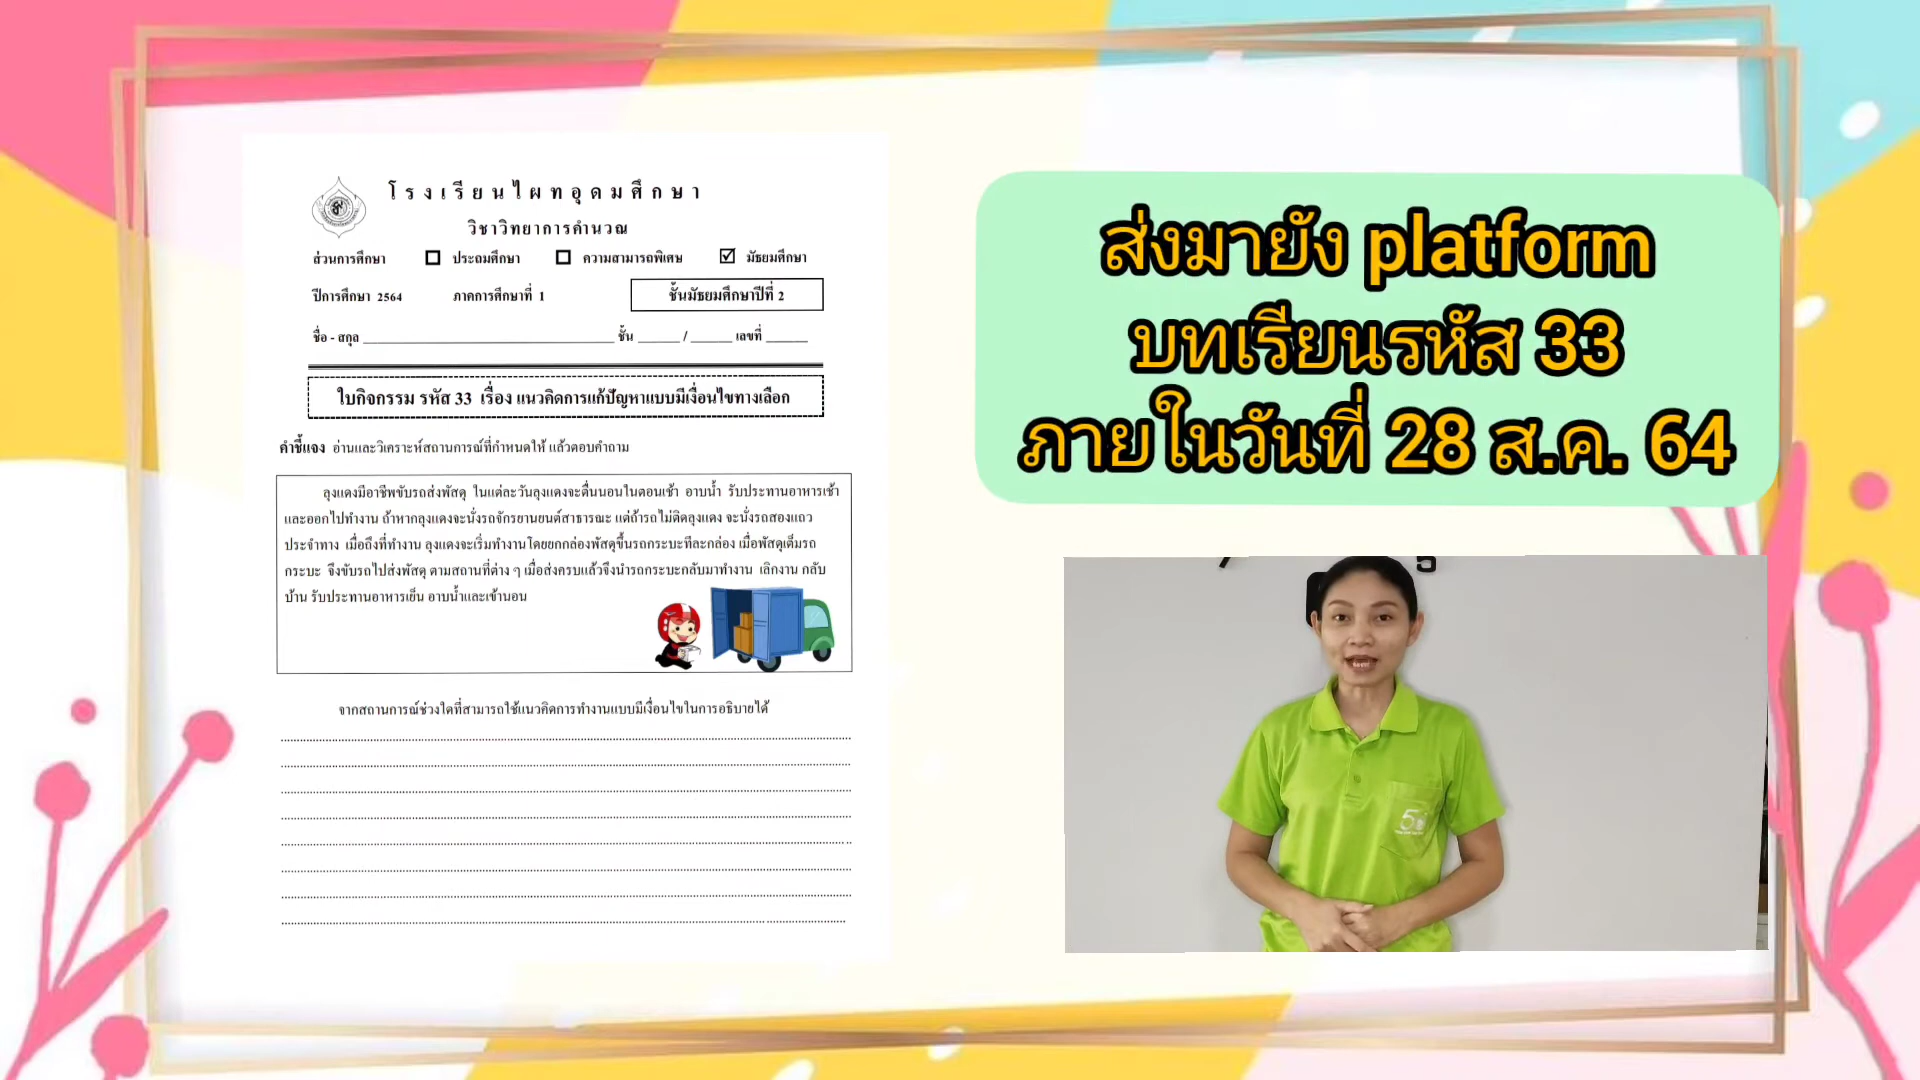 โรงเรียนไผทอุดมศึกษา
วิชาวิทยาการคำนวณ
ส่วนการศึกษา ☐ ประถมศึกษา ☐ ความสามารถพิเศษ ☑ มัธยมศึกษา
ปีการศึกษา 2564 ภาคการศึกษาที่ 1 ชั้นมัธยมศึกษาปีที่ 2
ชื่อ - สกุล ______ ชั้น ______ / ______ เลขที่ ______
ใบกิจกรรม รหัส 33 เรื่อง แนวคิดการแก้ปัญหาแบบมีเงื่อนไขทางเลือก
คำชี้แจง อ่านและวิเคราะห์สถานการณ์ที่กำหนดให้ แล้วตอบคำถาม
ลุงแดงมีอาชีพขับรถส่งพัสดุ ในแต่ละวันลุงแดงจะตื่นนอนในตอนเช้า อาบน้ำ รับประทานอาหารเช้า
และออกไปทำงาน ถ้าหากลุงแดงจะนั่งรถจักรยานยนต์สาธารณะ แต่ถ้ารถไม่ติดลุงแดง จะนั่งรถสองแถว
ประจำทาง เมื่อถึงที่ทำงาน ลุงแดงจะเริ่มทำงานโดยยกกล่องพัสดุขึ้นรถกระบะทีละกล่อง เมื่อพัสดุเต็มรถ
กระบะ จึงขับรถไปส่งพัสดุ ตามสถานที่ต่าง ๆ เมื่อส่งครบแล้วจึงนำรถกระบะกลับมาทำงาน เลิกงาน กลับ
บ้าน รับประทานอาหารเย็น อาบน้ำและเข้านอน
จากสถานการณ์ช่วงใดที่สามารถใช้แนวคิดการทำงานแบบมีเงื่อนไขในการอธิบายได้
ส่งมายัง platform
บทเรียนรหัส 33
ภายในวันที่ 28 ส.ค. 64